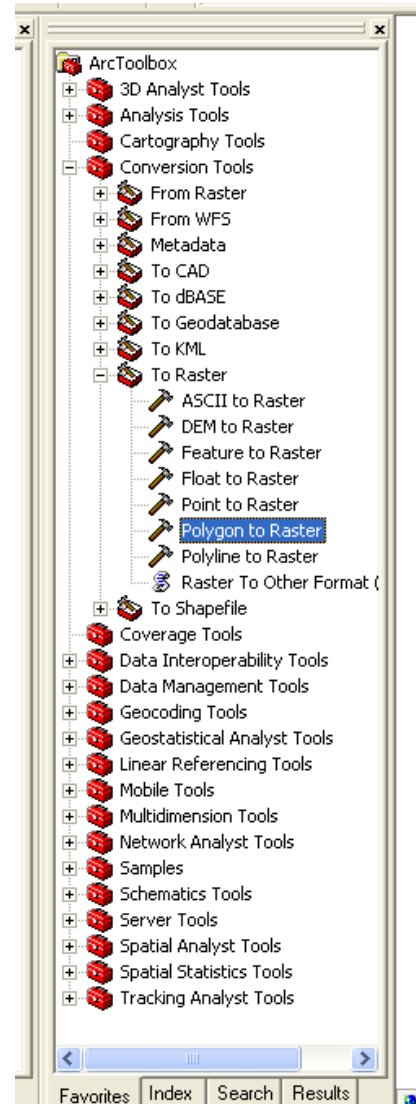 ArcToolbox
3D Analyst Tools
Analysis Tools
Cartography Tools
Conversion Tools
From Raster
From WFS
Metadata
To CAD
To dBASE
To Geodatabase
To KML
To Raster
ASCII to Raster
DEM to Raster
Feature to Raster
Float to Raster
Point to Raster
Polygon to Raster
Polyline to Raster
Raster To Other Format (
To Shapefile
Coverage Tools
Data Interoperability Tools
Data Management Tools
Geocoding Tools
Geostatistical Analyst Tools
Linear Referencing Tools
Mobile Tools
Multidimension Tools
Network Analyst Tools
Samples
Schematics Tools
Server Tools
Spatial Analyst Tools
Spatial Statistics Tools
Tracking Analyst Tools
Favorites Index Search Results